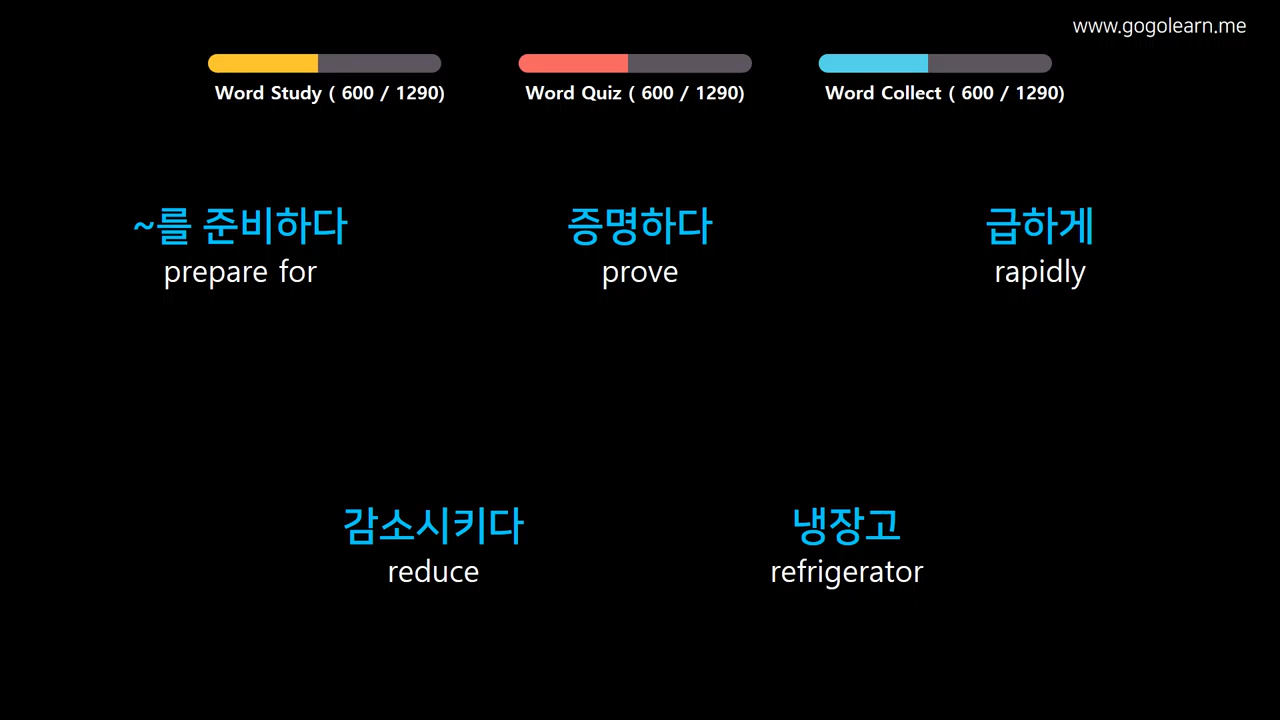 www.gogolearn.me
Word Study ( 600 / 1290)
Word Quiz ( 600 / 1290)
Word Collect ( 600 / 1290)
~를 준비하다
prepare for
증명하다
prove
급하게
rapidly
감소시키다
reduce
냉장고
refrigerator